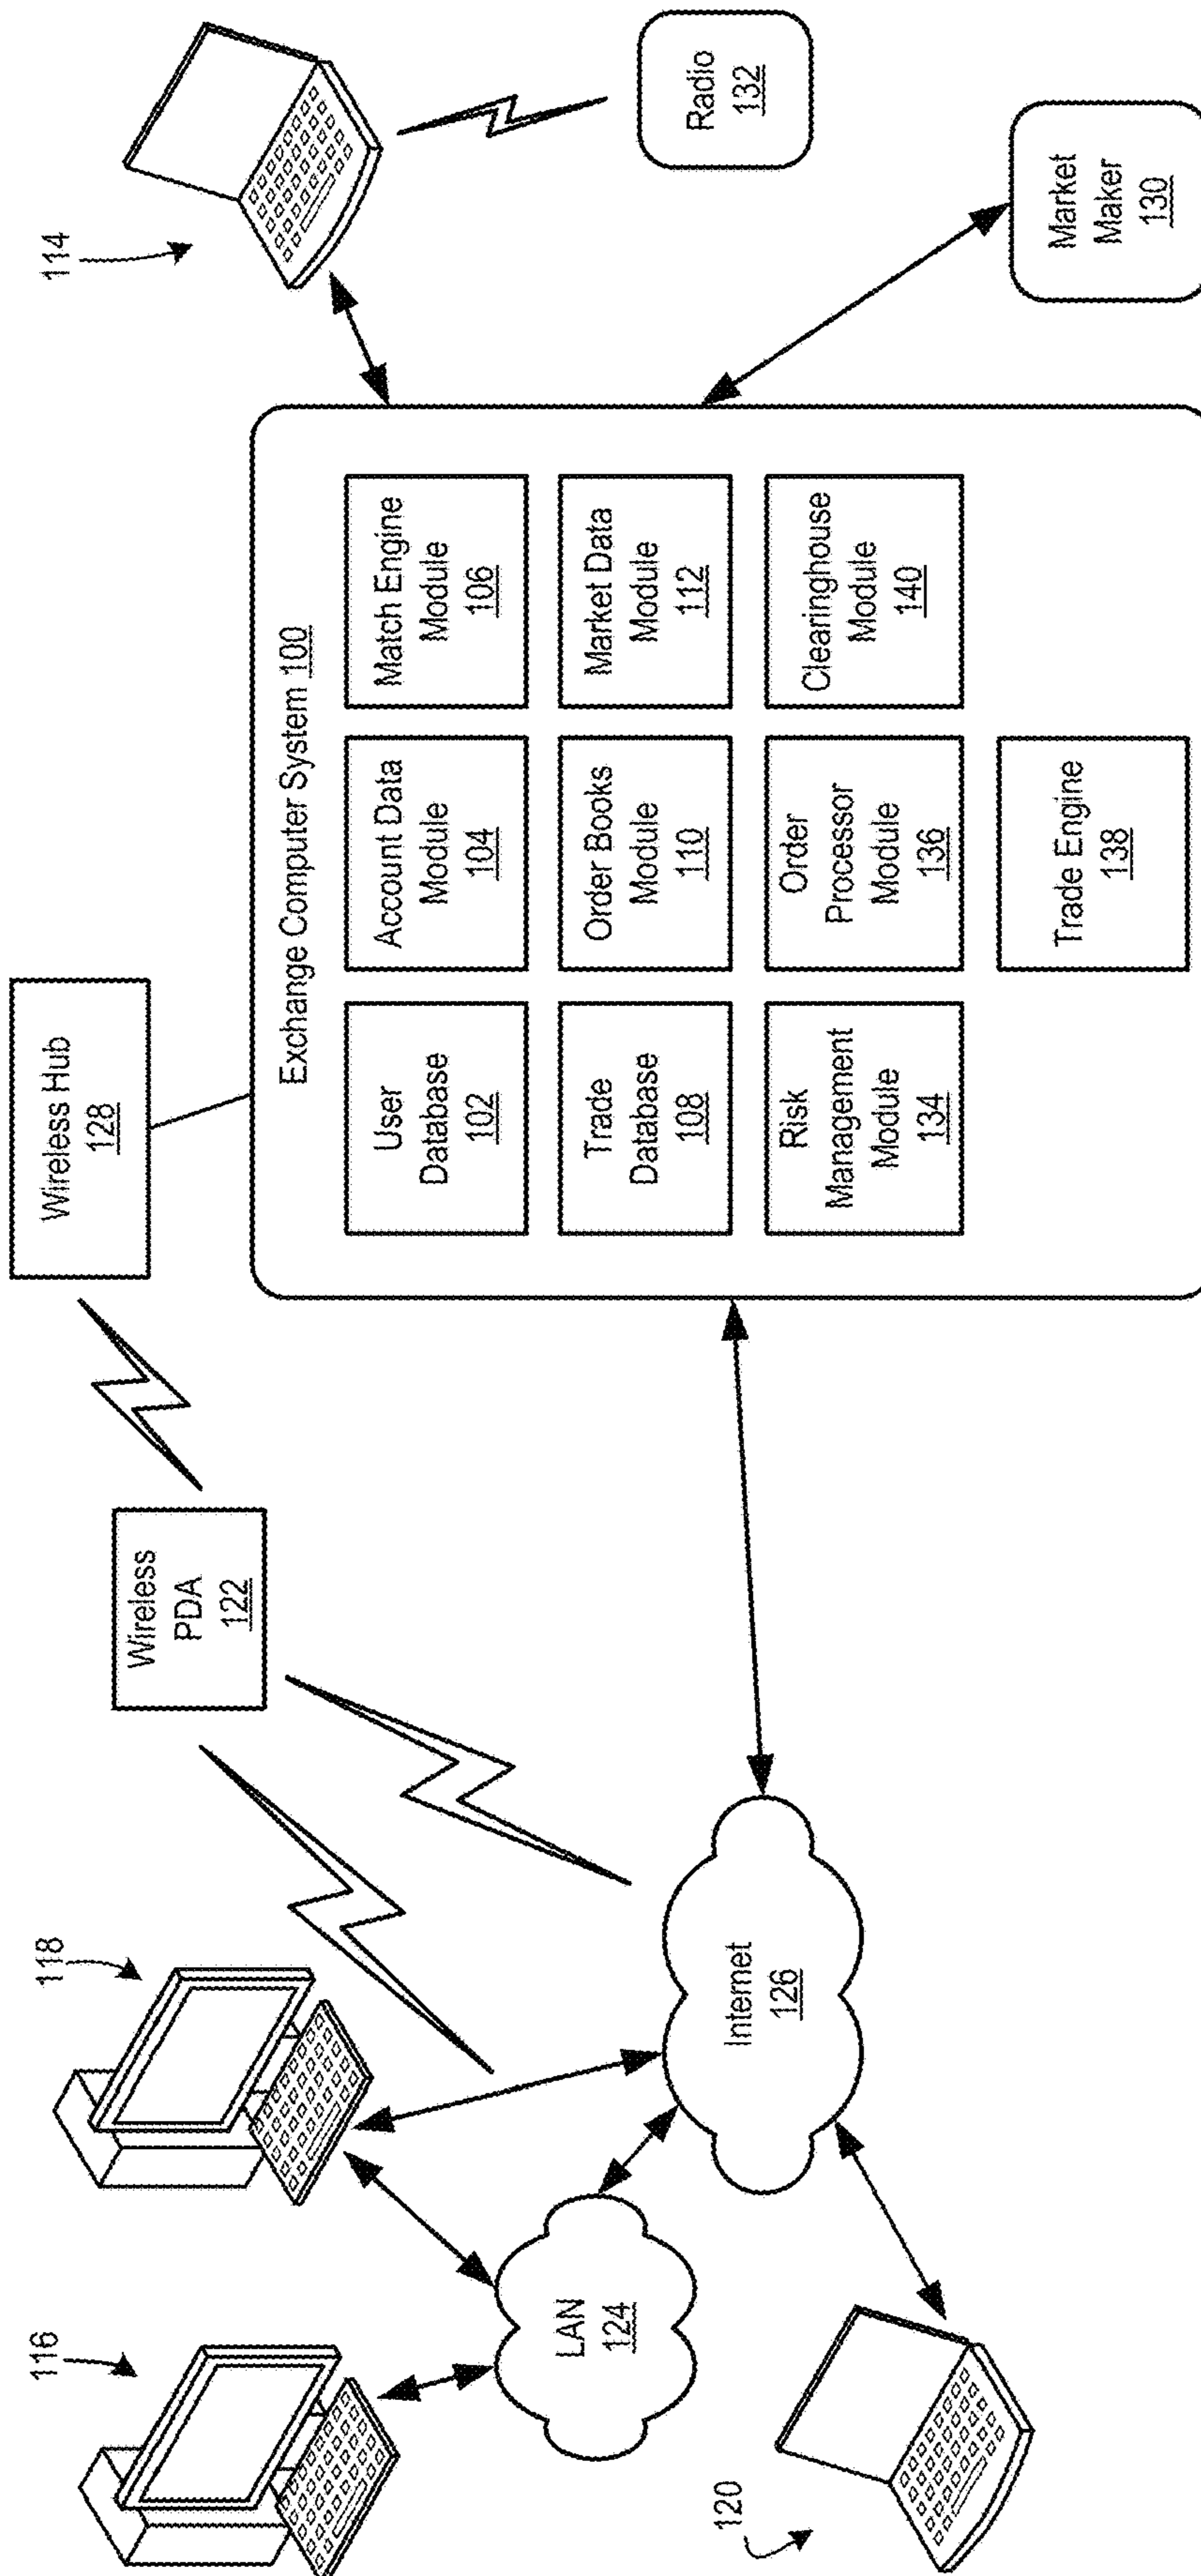 116
118
Wireless
PDA
122
Wireless Hub
128
114
LAN
124
Internet
126
120
Exchange Computer System 100
User
Database
102
Account Data
Module
104
Match Engine
Module
106
Trade
Database
108
Order Books
Module
110
Market Data
Module
112
Risk
Management
Module
134
Order
Processor
Module
136
Clearinghouse
Module
140
Trade Engine
138
Radio
132
Market
Maker
130